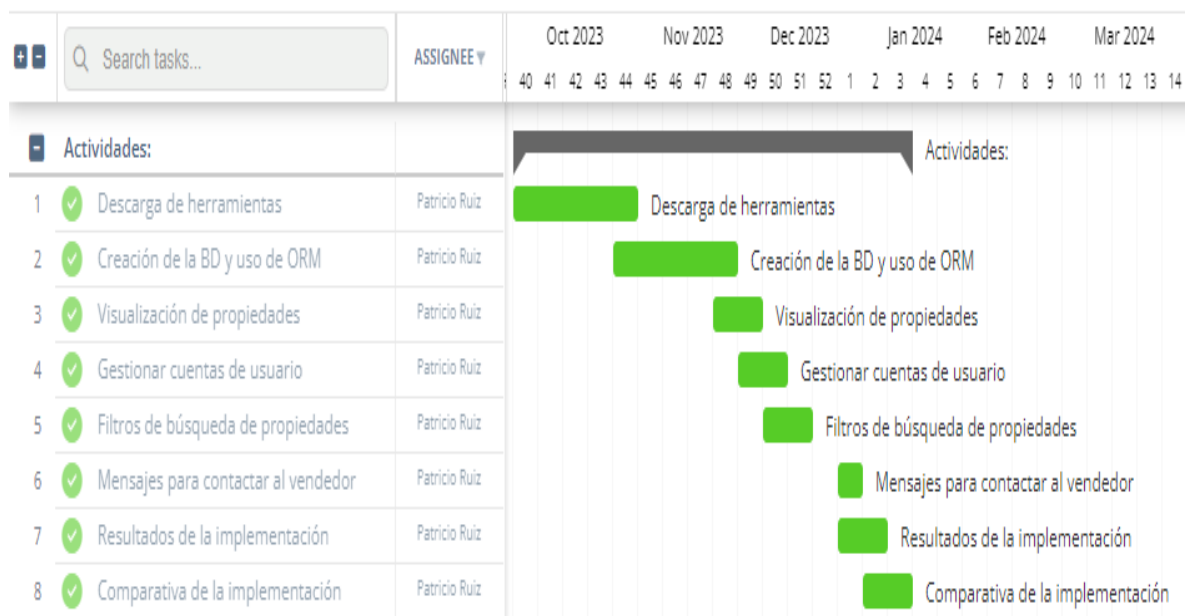 Oct 2023 Nov 2023 Dec 2023 Jan 2024 Feb 2024 Mar 2024
Search tasks... ASSIGNEE
40 41 42 43 44 45 46 47 48 49 50 51 52 1 2 3 4 5 6 7 8 9 10 11 12 13 14
Actividades: Actividades:
1 Descarga de herramientas Patricio Ruiz Descarga de herramientas
2 Creación de la BD y uso de ORM Patricio Ruiz Creación de la BD y uso de ORM
3 Visualización de propiedades Patricio Ruiz Visualización de propiedades
4 Gestionar cuentas de usuario Patricio Ruiz Gestionar cuentas de usuario
5 Filtros de búsqueda de propiedades Patricio Ruiz Filtros de búsqueda de propiedades
6 Mensajes para contactar al vendedor Patricio Ruiz Mensajes para contactar al vendedor
7 Resultados de la implementación Patricio Ruiz Resultados de la implementación
8 Comparativa de la implementación Patricio Ruiz Comparativa de la implementación